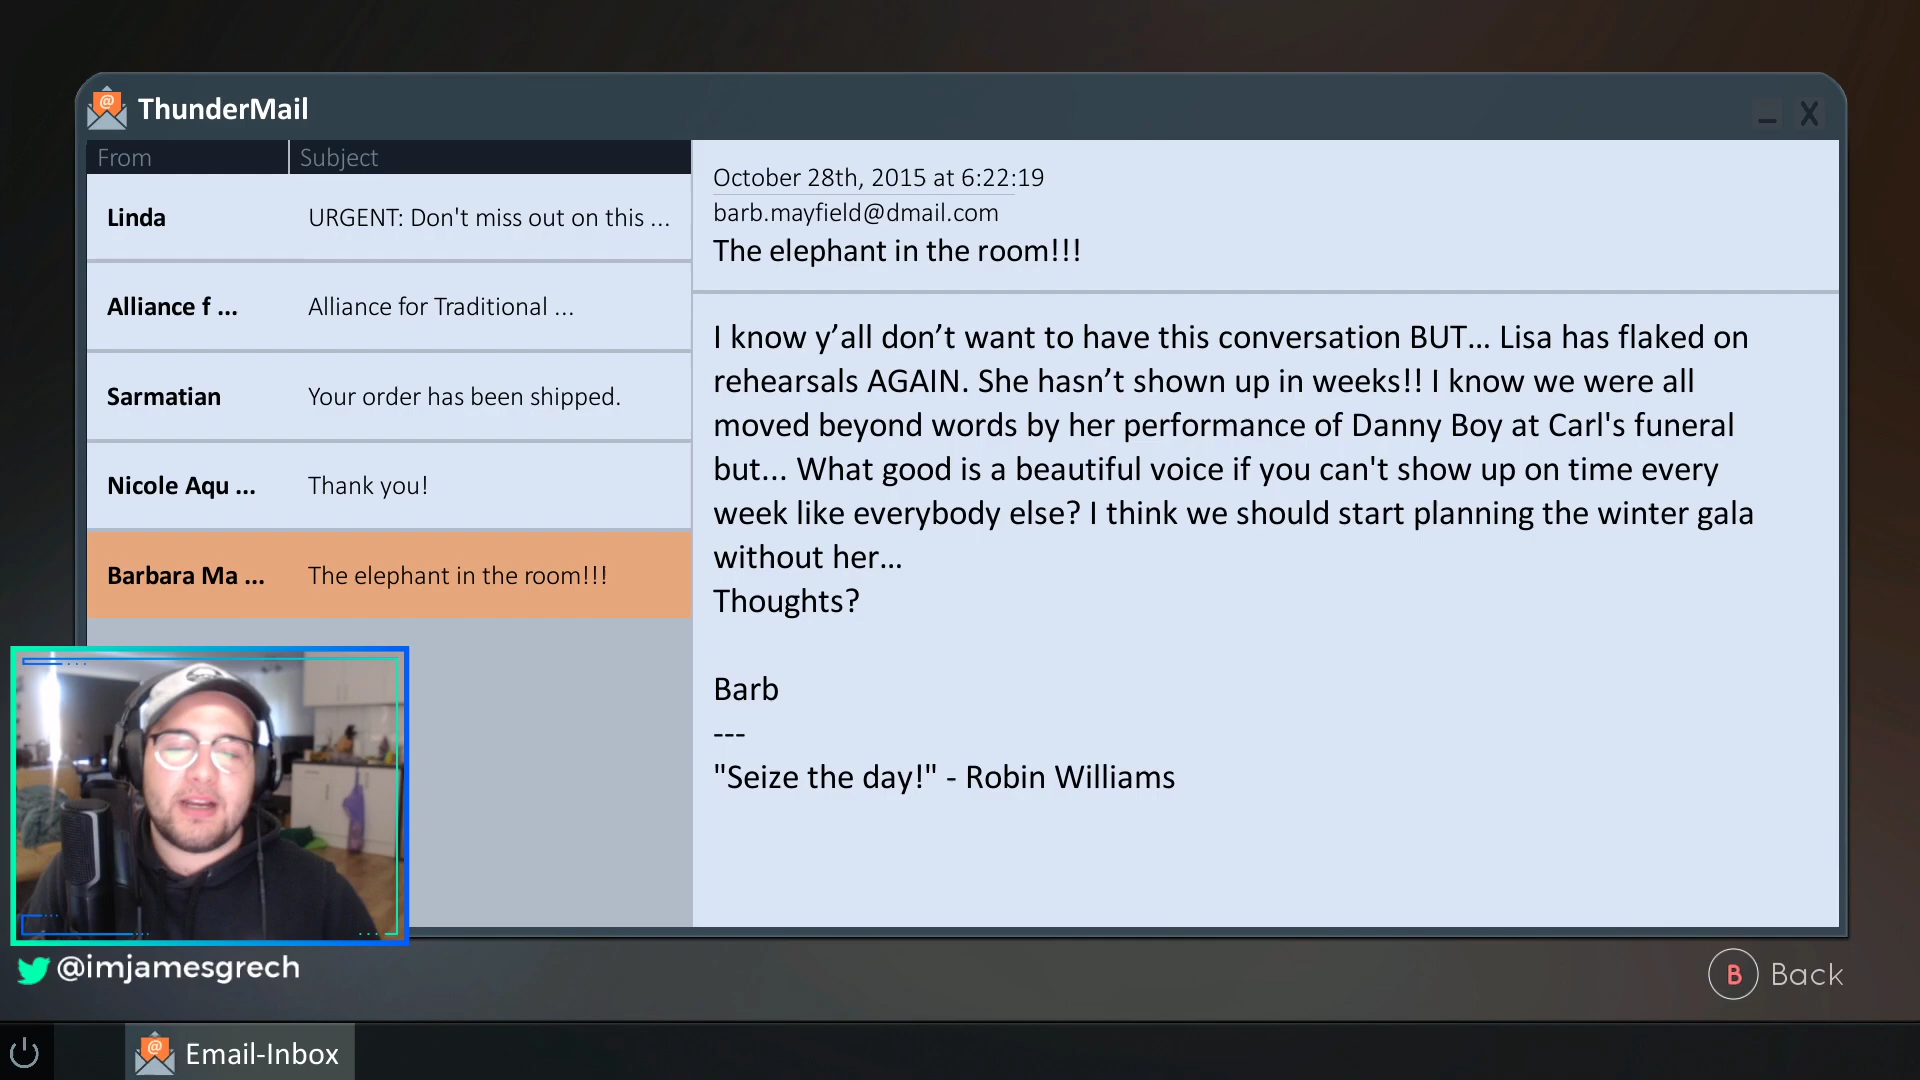 ThunderMail
From Subject
Linda URGENT: Don't miss out on this ...
Alliance f ... Alliance for Traditional ...
Sarmatian Your order has been shipped.
Nicole Aqu ... Thank you!
Barbara Ma ... The elephant in the room!!!
October 28th, 2015 at 6:22:19
barb.mayfield@dmail.com
The elephant in the room!!!
I know y’all don’t want to have this conversation BUT... Lisa has flaked on
rehearsals AGAIN. She hasn’t shown up in weeks!! I know we were all
moved beyond words by her performance of Danny Boy at Carl's funeral
but... What good is a beautiful voice if you can't show up on time every
week like everybody else? I think we should start planning the winter gala
without her...
Thoughts?
Barb
---
"Seize the day!" - Robin Williams
@imjamesgrech
B Back
Email-Inbox